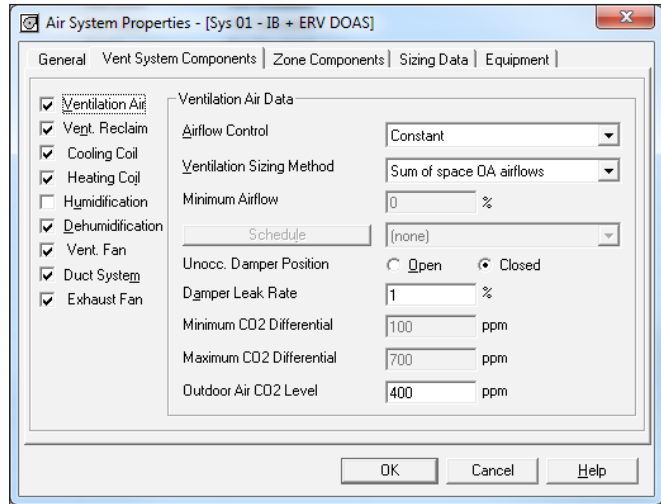 Air System Properties - [Sys 01 - IB + ERV DOAS]
General Vent System Components Zone Components Sizing Data Equipment
Ventilation Air
Vent. Reclaim
Cooling Coil
Heating Coil
Humidification
Dehumidification
Vent. Fan
Duct System
Exhaust Fan
Ventilation Air Data
Airflow Control Constant
Ventilation Sizing Method Sum of space OA airflows
Minimum Airflow 0 %
Schedule (none)
Unocc. Damper Position Open Closed
Damper Leak Rate 1 %
Minimum CO2 Differential 100 ppm
Maximum CO2 Differential 700 ppm
Outdoor Air CO2 Level 400 ppm
OK Cancel Help